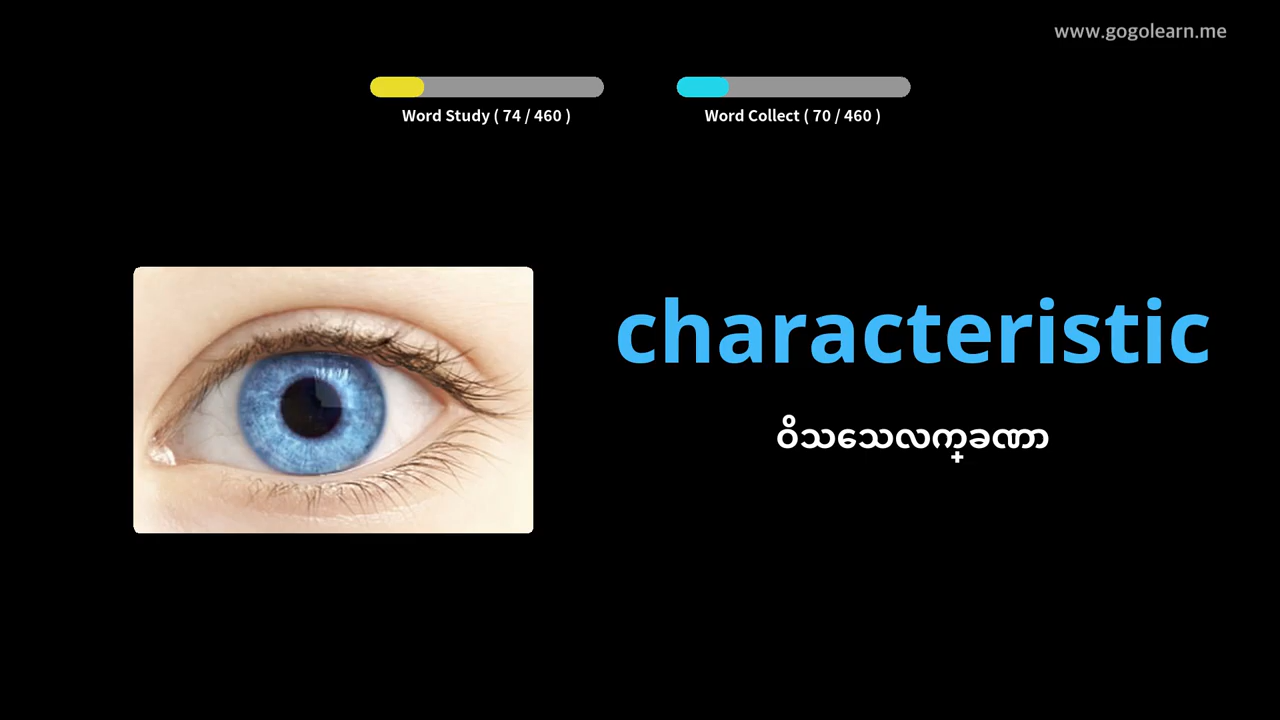 www.gogolearn.me
Word Study ( 74 / 460 )
Word Collect ( 70 / 460 )
characteristic
ဝိသသေလက္ခဏာ